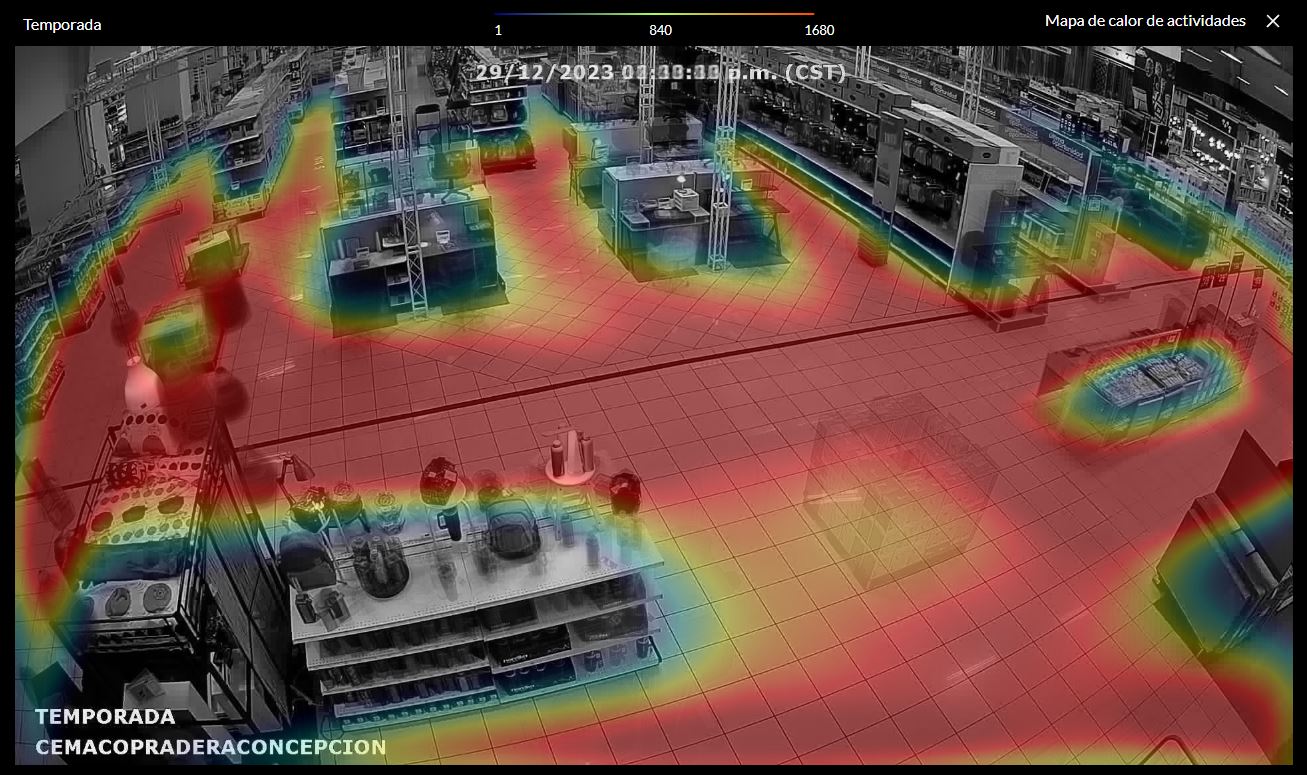 Temporada
1 840 1680
Mapa de calor de actividades
29/12/2023 p.m. (CST)
TEMPORADA
CEMACOPRADERACONCEPCION